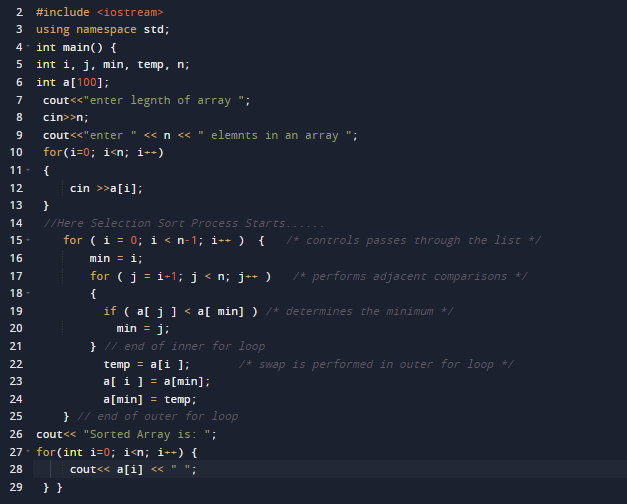 2 #include <iostream>
3 using namespace std;
4 int main() {
5 int i, j, min, temp, n;
6 int a[100];
7 cout<<"enter legnth of array ";
8 cin>>n;
9 cout<<"enter " << n << " elemnts in an array ";
10 for(i=0; i<n; i++)
11 {
12 cin >>a[i];
13 }
14 //Here Selection Sort Process Starts......
15 for ( i = 0; i < n-1; i++ ) { /* controls passes through the list */
16 min = i;
17 for ( j = i+1; j < n; j++ ) /* performs adjacent comparisons */
18 {
19 if ( a[ j ] < a[ min] ) /* determines the minimum */
20 min = j;
21 } // end of inner for loop
22 temp = a[i ]; /* swap is performed in outer for loop */
23 a[ i ] = a[min];
24 a[min] = temp;
25 } // end of outer for loop
26 cout<< "Sorted Array is: ";
27 for(int i=0; i<n; i++) {
28 cout<< a[i] << " ";
29 } }